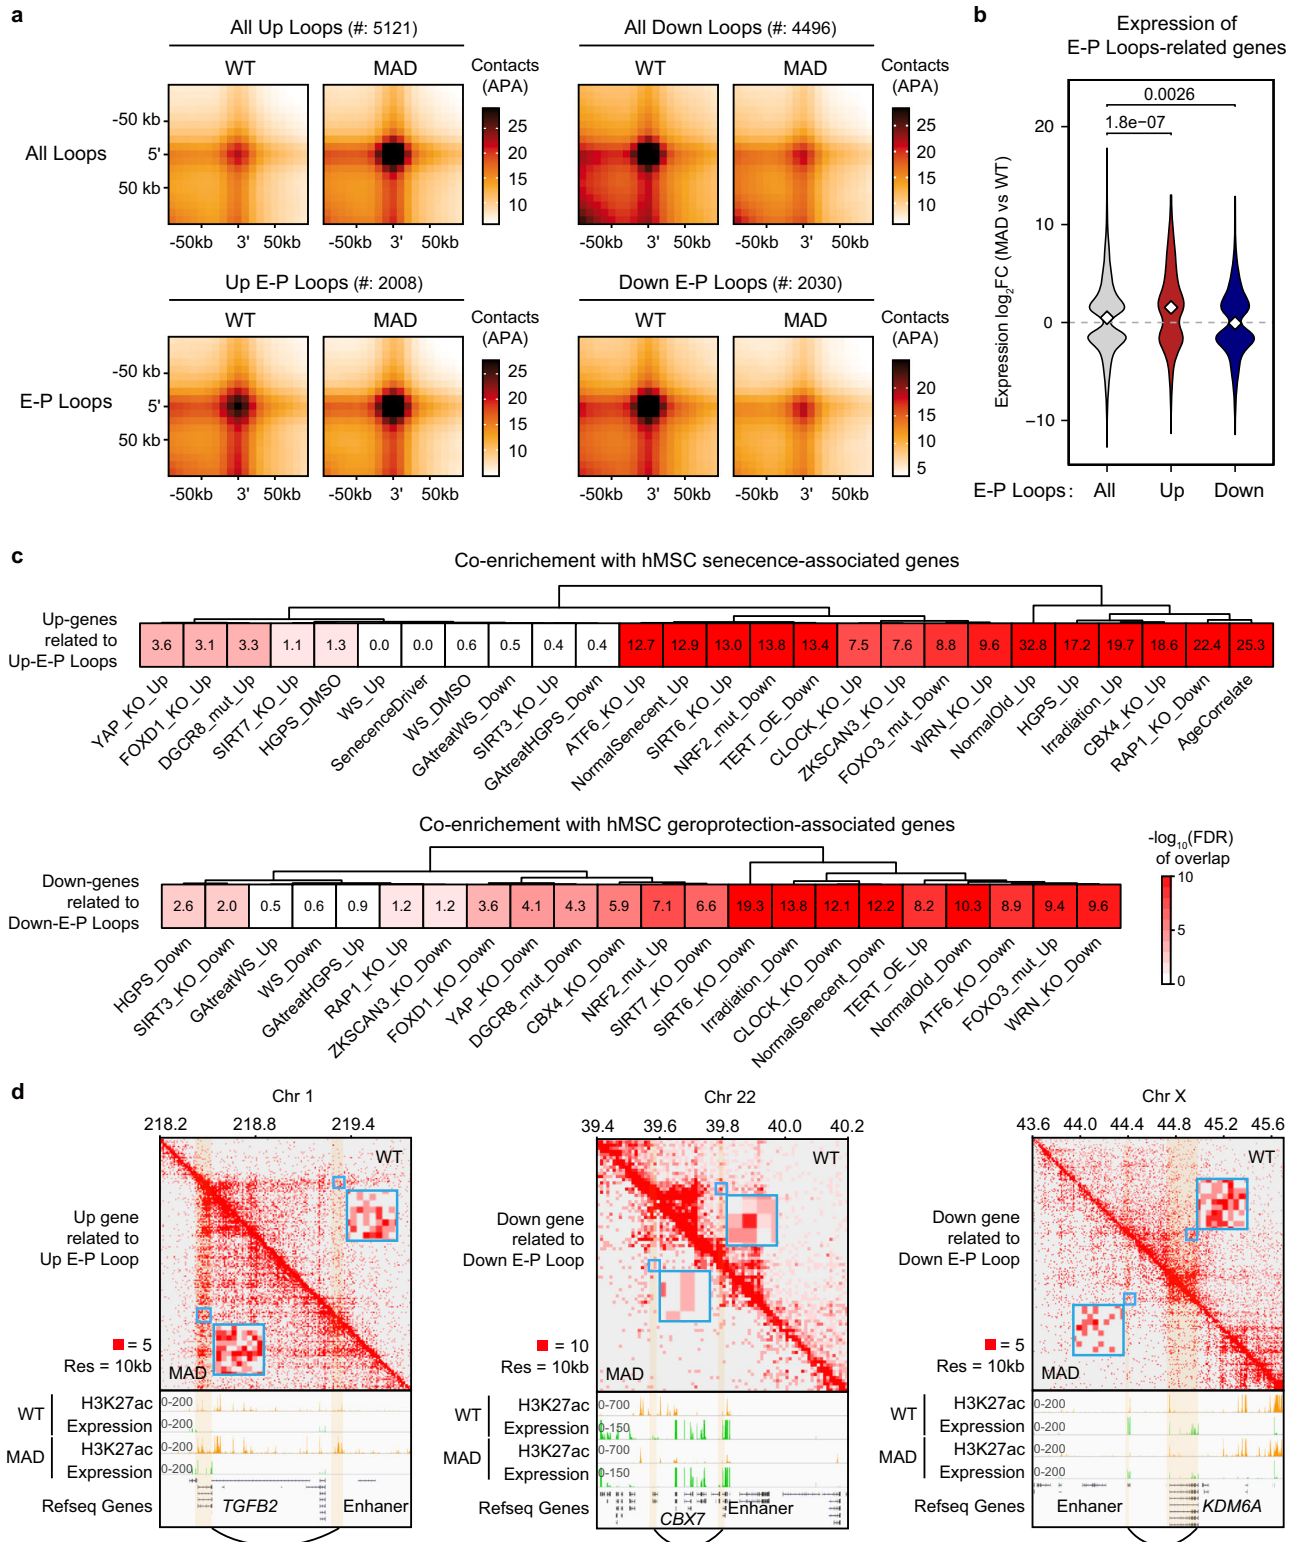 a
All Up Loops (#: 5121)
All Down Loops (#: 4496)
WT
MAD
Contacts
(APA)
WT
MAD
Contacts
(APA)
All Loops
-50 kb
5'
50 kb
25
20
15
10
25
20
15
10
-50kb 3' 50kb
-50kb 3' 50kb
-50kb 3' 50kb
-50kb 3' 50kb
Up E-P Loops (#: 2008)
Down E-P Loops (#: 2030)
WT
MAD
Contacts
(APA)
WT
MAD
Contacts
(APA)
E-P Loops
-50 kb
5'
50 kb
25
20
15
10
20
15
10
5
-50kb 3' 50kb
-50kb 3' 50kb
-50kb 3' 50kb
-50kb 3' 50kb
b
Expression of
E-P Loops-related genes
Expression log2FC (MAD vs WT)
20
10
0
−10
0.0026
1.8e−07
E-P Loops: All Up Down
c
Co-enrichement with hMSC senecence-associated genes
Up-genes
related to
Up-E-P Loops
3.6 3.1 3.3 1.1 1.3 0.0 0.0 0.6 0.5 0.4 0.4 12.7 12.9 13.0 13.8 13.4 7.5 7.6 8.8 9.6 32.8 17.2 19.7 18.6 22.4 25.3
YAP_KO_Up
FOXD1_KO_Up
DGCR8_mut_Up
SIRT7_KO_Up
HGPS_DMSO
WS_Up
SenecenceDriver
WS_DMSO
GAtreatWS_Down
SIRT3_KO_Up
GAtreatHGPS_Down
ATF6_KO_Up
NormalSenecent_Up
SIRT6_KO_Up
NRF2_mut_Down
TERT_OE_Down
CLOCK_KO_Up
ZKSCAN3_KO_Up
FOXO3_mut_Down
WRN_KO_Up
NormalOld_Up
HGPS_Up
Irradiation_Up
CBX4_KO_Up
RAP1_KO_Down
AgeCorrelate
Co-enrichement with hMSC geroprotection-associated genes
Down-genes
related to
Down-E-P Loops
2.6 2.0 0.5 0.6 0.9 1.2 1.2 3.6 4.1 4.3 5.9 7.1 6.6 19.3 13.8 12.1 12.2 8.2 10.3 8.9 9.4 9.6
HGPS_Down
SIRT3_KO_Down
GAtreatWS_Up
WS_Down
GAtreatHGPS_Up
RAP1_KO_Up
ZKSCAN3_KO_Down
FOXD1_KO_Down
YAP_KO_Down
DGCR8_mut_Down
CBX4_KO_Down
NRF2_mut_Up
SIRT7_KO_Down
SIRT6_KO_Down
Irradiation_Down
CLOCK_KO_Down
NormalSenecent_Down
TERT_OE_Up
NormalOld_Down
ATF6_KO_Down
FOXO3_mut_Up
WRN_KO_Down
-log10(FDR)
of overlap
10
5
0
d
Chr 1
218.2 218.8 219.4
WT
Up gene
related to
Up E-P Loop
= 5
Res = 10kb
MAD
WT
H3K27ac
0-200
Expression
0-200
MAD
H3K27ac
0-200
Expression
0-200
Refseq Genes
TGFB2
Enhaner
Chr 22
39.4 39.6 39.8 40.0 40.2
WT
Down gene
related to
Down E-P Loop
= 10
Res = 10kb
MAD
WT
H3K27ac
0-700
Expression
0-150
MAD
H3K27ac
0-700
Expression
0-150
Refseq Genes
CBX7
Enhaner
Chr X
43.6 44.0 44.4 44.8 45.2 45.6
WT
Down gene
related to
Down E-P Loop
= 5
Res = 10kb
MAD
WT
H3K27ac
0-200
Expression
0-200
MAD
H3K27ac
0-200
Expression
0-200
Refseq Genes
Enhaner
KDM6A